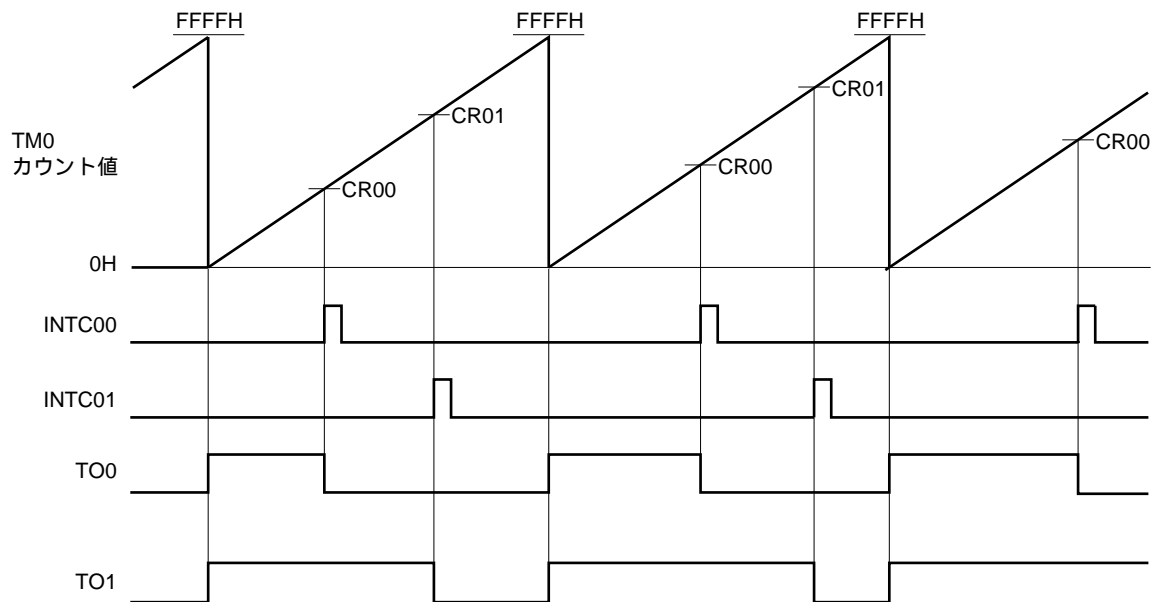 FFFFH FFFFH FFFFH
CR01
CR01
TM0
カウント値
CR00
CR00
CR00
0H
INTC00
INTC01
TO0
TO1